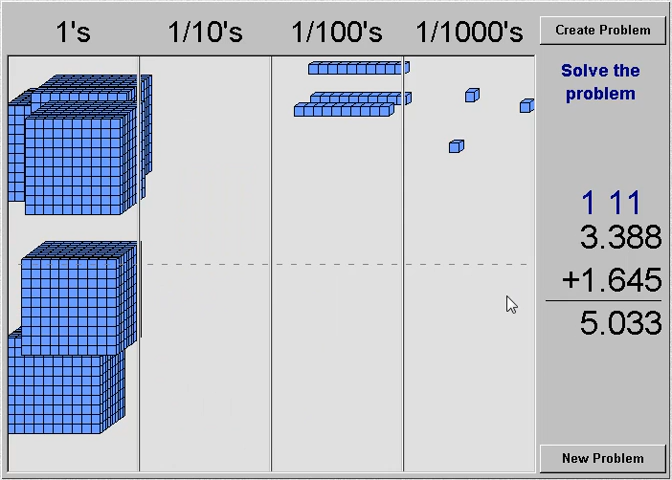 1's 1/10's 1/100's 1/1000's
Create Problem
Solve the
problem
1 11
3.388
+1.645
5.033
New Problem